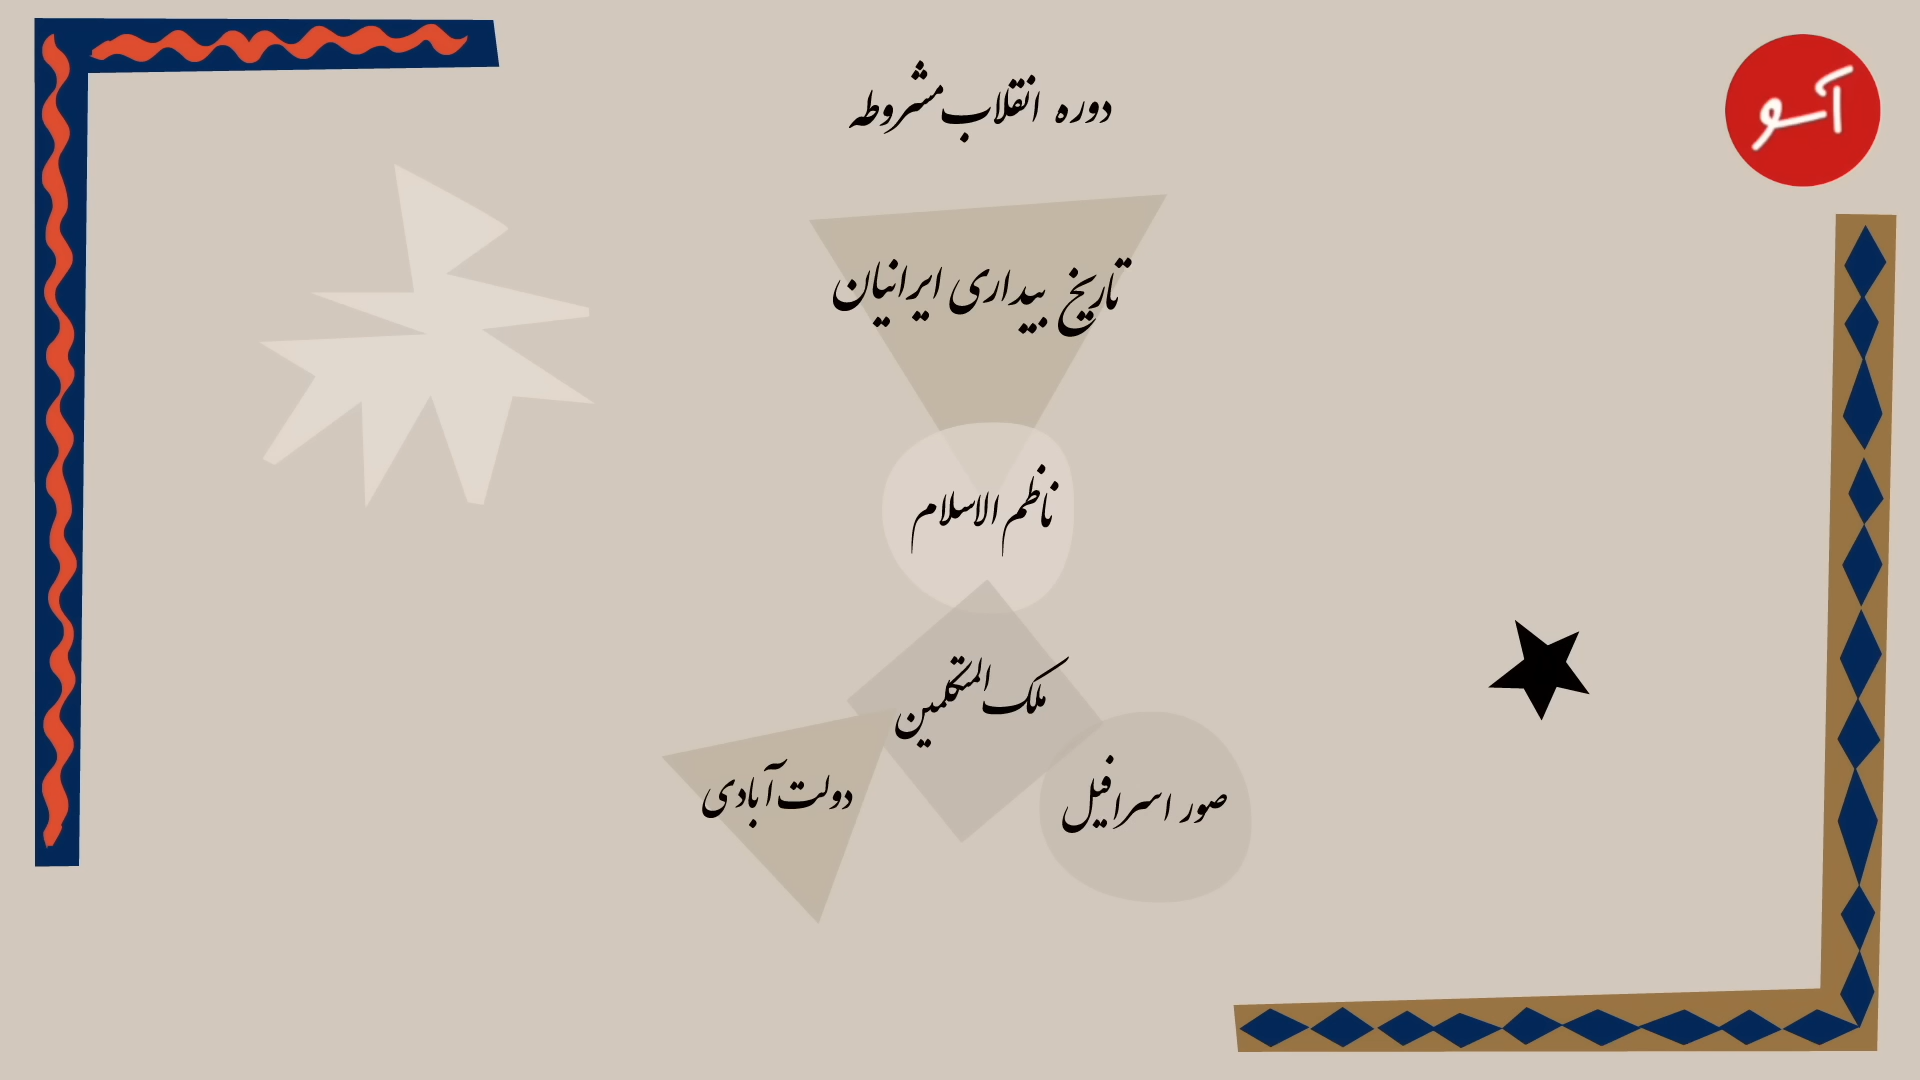 آسو
دوره انقلاب مشروطه
تاریخ بیداری ایرانیان
ناظم الاسلام
ملک المتکلمین
صور اسرافیل
دولت آبادی